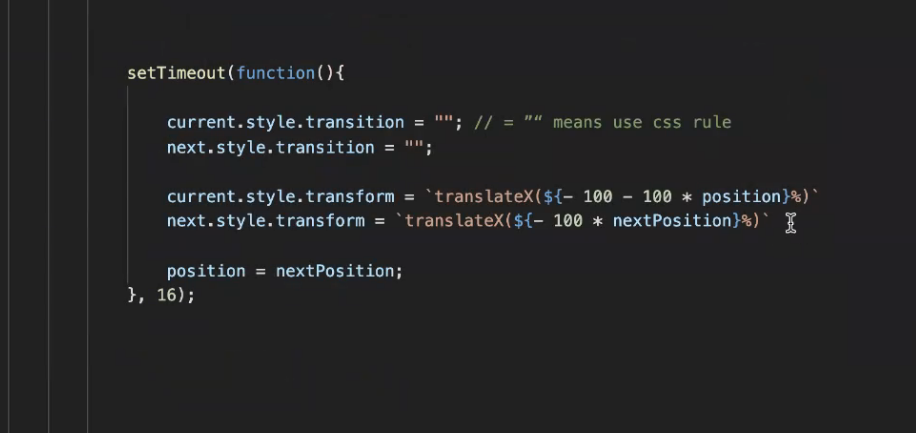 setTimeout(function(){
current.style.transition = ""; // = ”“ means use css rule
next.style.transition = "";
current.style.transform = `translateX(${- 100 - 100 * position}%)`
next.style.transform = `translateX(${- 100 * nextPosition}%)`
position = nextPosition;
}, 16);